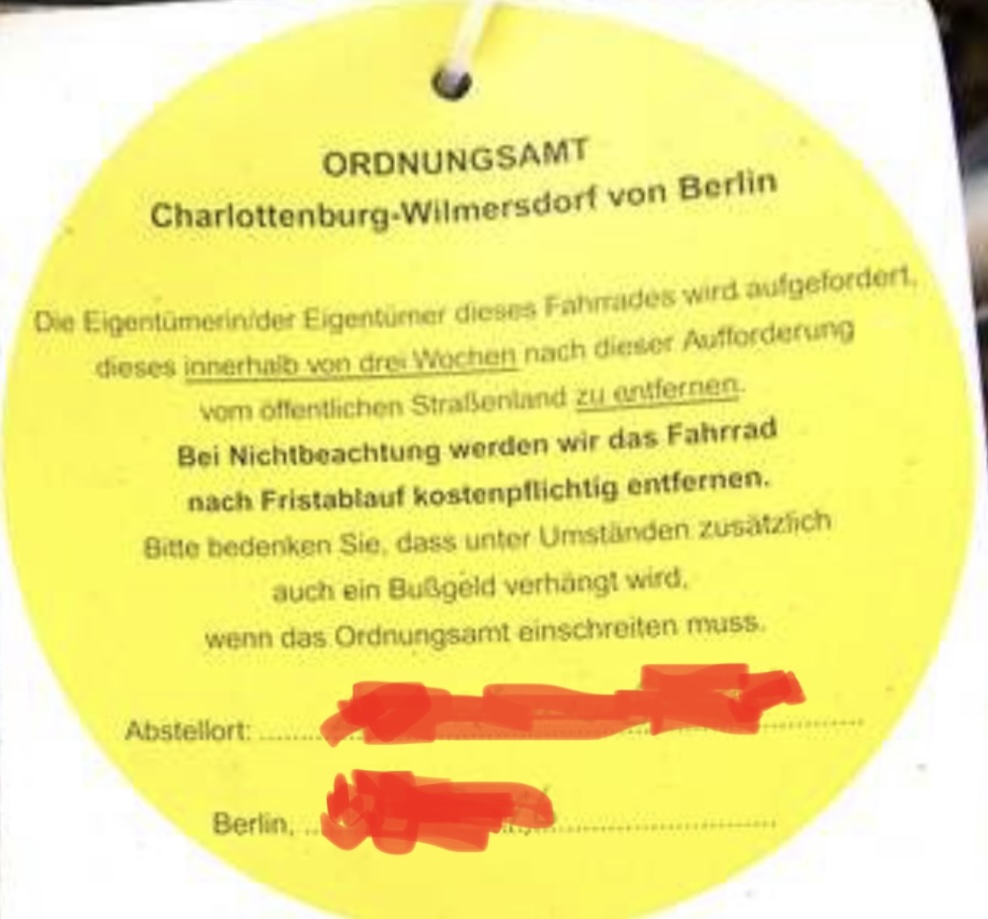 ORDNUNGSAMT
Charlottenburg-Wilmersdorf von Berlin
Die Eigentümerin/der Eigentümer dieses Fahrrades wird aufgefordert,
dieses innerhalb von drei Wochen nach dieser Aufforderung
vom öffentlichen Straßenland zu entfernen.
Bei Nichtbeachtung werden wir das Fahrrad
nach Fristablauf kostenpflichtig entfernen.
Bitte bedenken Sie, dass unter Umständen zusätzlich
auch ein Bußgeld verhängt wird,
wenn das Ordnungsamt einschreiten muss.
Abstellort:
Berlin,